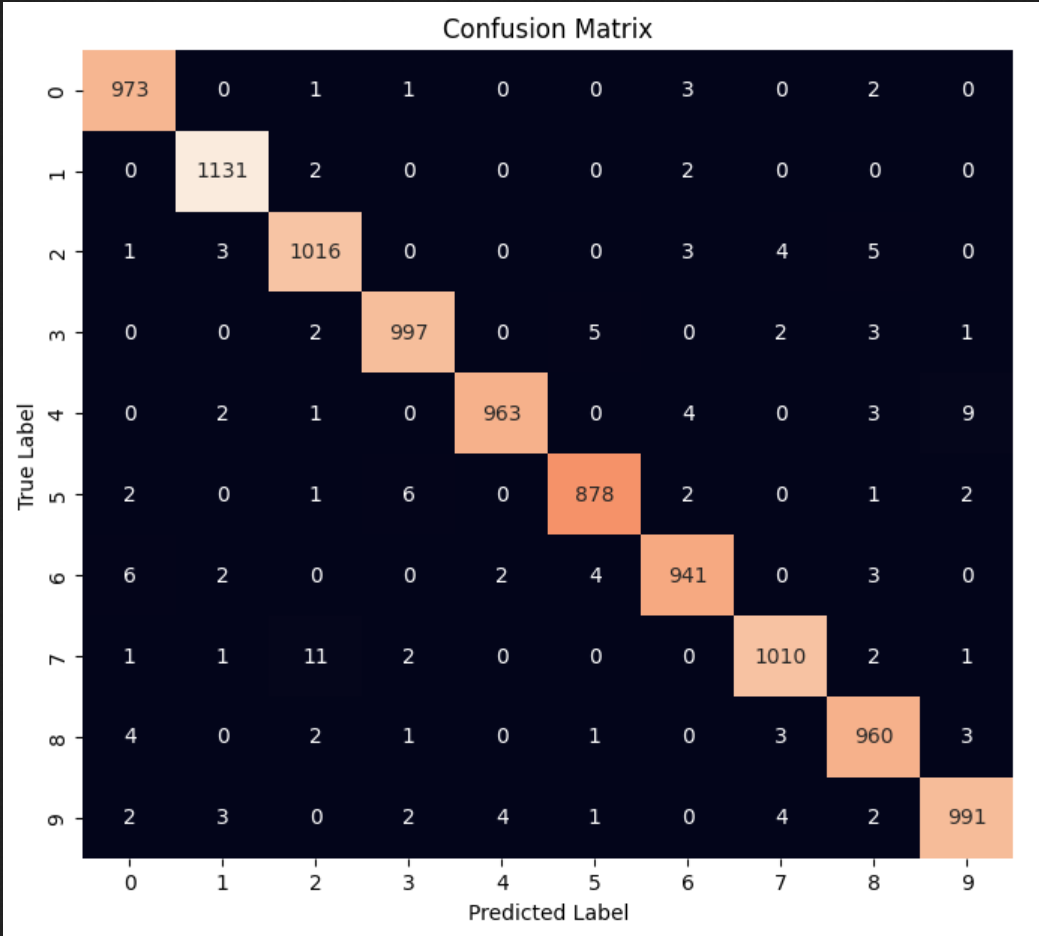 Confusion Matrix
0 973 0 1 1 0 0 3 0 2 0
1 0 1131 2 0 0 0 2 0 0 0
2 1 3 1016 0 0 0 3 4 5 0
3 0 0 2 997 0 5 0 2 3 1
4 0 2 1 0 963 0 4 0 3 9
5 2 0 1 6 0 878 2 0 1 2
6 6 2 0 0 2 4 941 0 3 0
7 1 1 11 2 0 0 0 1010 2 1
8 4 0 2 1 0 1 0 3 960 3
9 2 3 0 2 4 1 0 4 2 991
True Label
0 1 2 3 4 5 6 7 8 9
Predicted Label